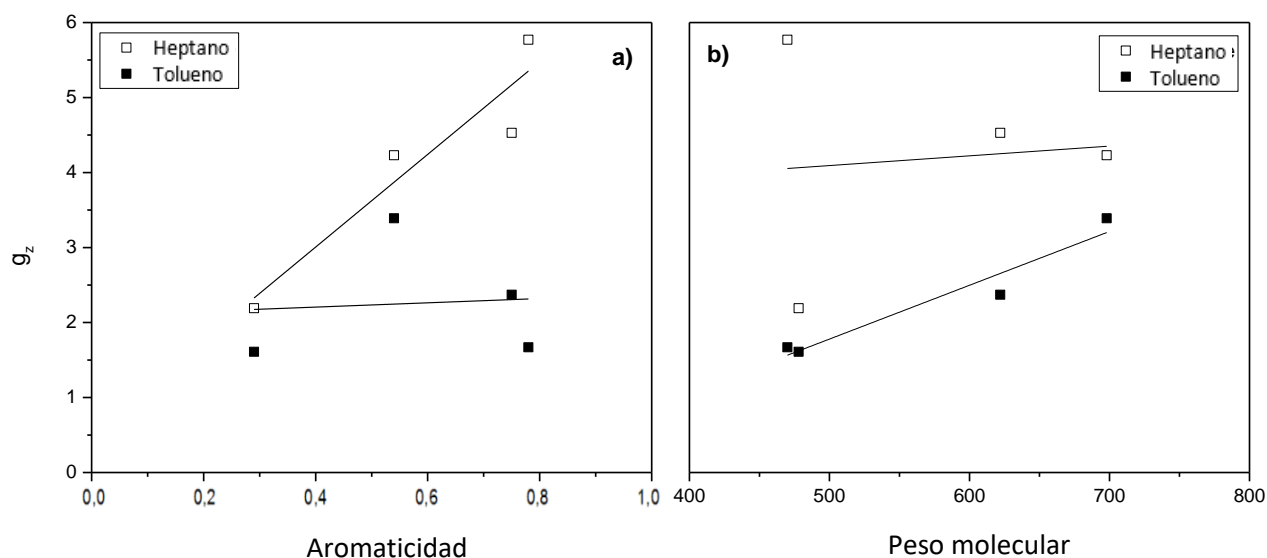 Heptano
Tolueno
a)
b)
Heptano
Tolueno
g_z
6
5
4
3
2
1
0
0,0 0,2 0,4 0,6 0,8 1,0
400 500 600 700 800
Aromaticidad
Peso molecular